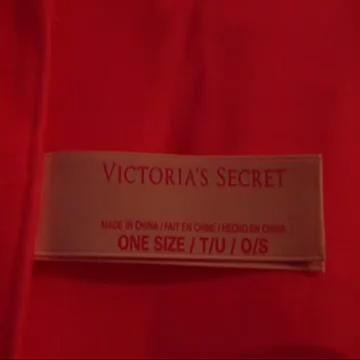 VICTORIA'S SECRET
MADE IN CHINA / FAIT EN CHINE / HECHO EN CHINA
ONE SIZE / T/U / O/S